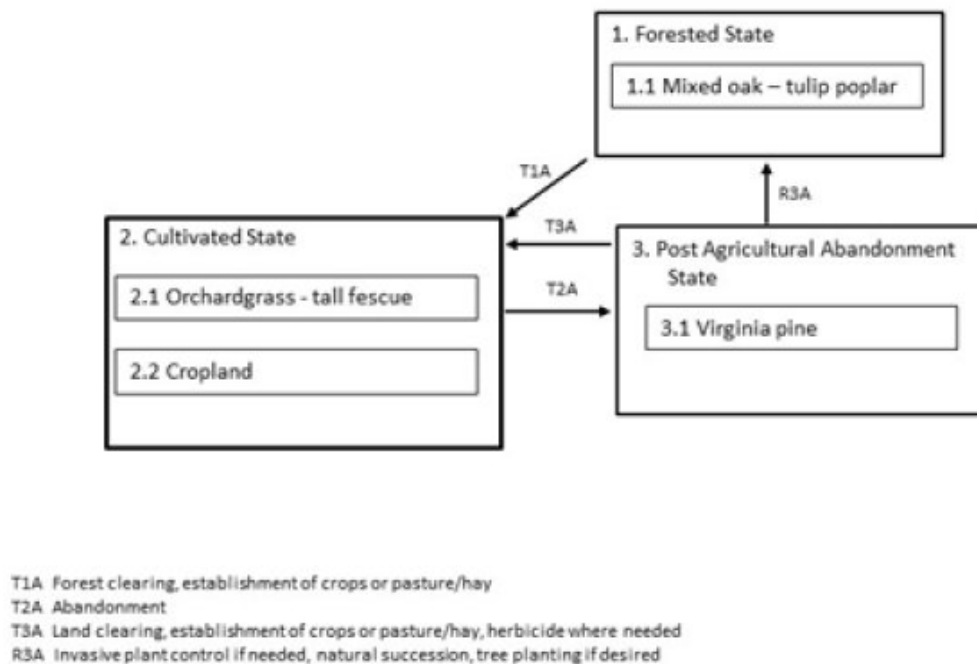 1. Forested State
1.1 Mixed oak – tulip poplar
T1A
R3A
2. Cultivated State
T3A
3. Post Agricultural Abandonment
State
2.1 Orchardgrass - tall fescue
T2A
3.1 Virginia pine
2.2 Cropland
T1A Forest clearing, establishment of crops or pasture/hay
T2A Abandonment
T3A Land clearing, establishment of crops or pasture/hay, herbicide where needed
R3A Invasive plant control if needed, natural succession, tree planting if desired